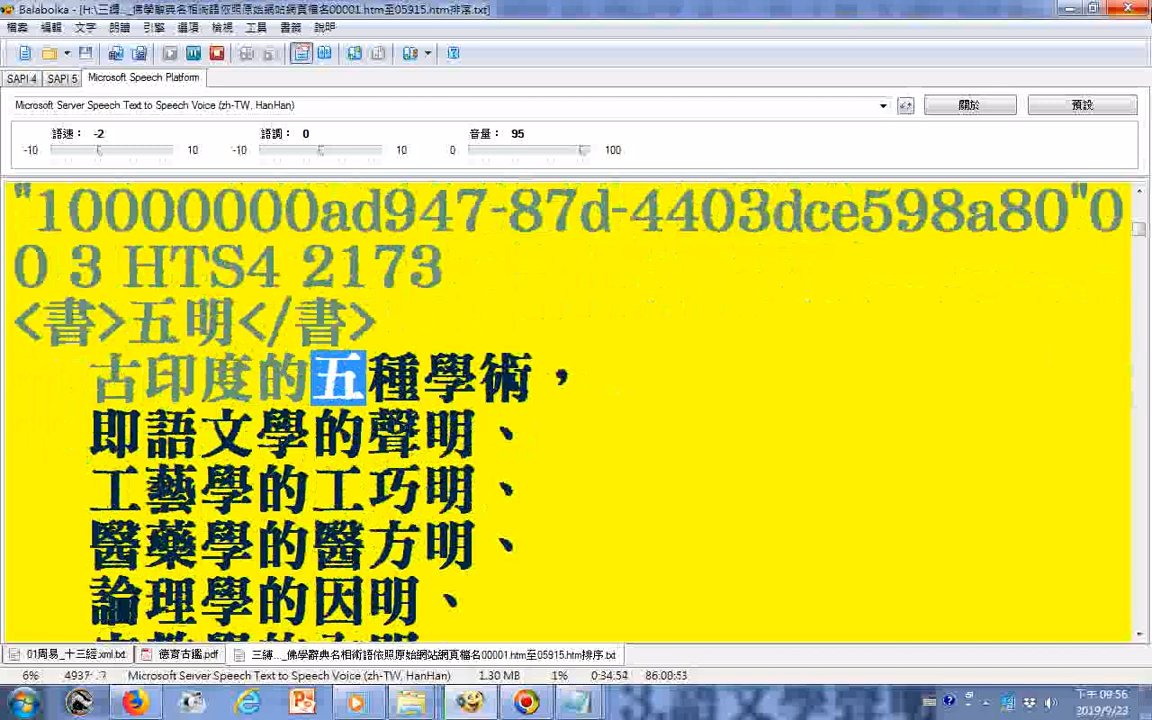 Balabolka - [H:\三縛..._佛學辭典名相術語依照原始網站網頁檔名00001.htm至05915.htm排序.txt]
檔案 編輯 文字 朗讀 引擎 選項 檢視 工具 書籤 說明
SAPI 4 SAPI 5 Microsoft Speech Platform
Microsoft Server Speech Text to Speech Voice (zh-TW, HanHan) 關於 預設
語速： -2 語調： 0 音量： 95
-10 10 -10 10 0 100
"10000000ad947-87d-4403dce598a80"0
0 3 HTS4 2173
<書>五明</書>
古印度的五種學術，
即語文學的聲明、
工藝學的工巧明、
醫藥學的醫方明、
論理學的因明、
01周易_十三經.xml.txt 德育古鑑.pdf 三縛..._佛學辭典名相術語依照原始網站網頁檔名00001.htm至05915.htm排序.txt
6% Microsoft Server Speech Text to Speech Voice (zh-TW, HanHan) 1.30 MB 1% 0:34:54 86:00:53
下午 09:56
2019/9/23